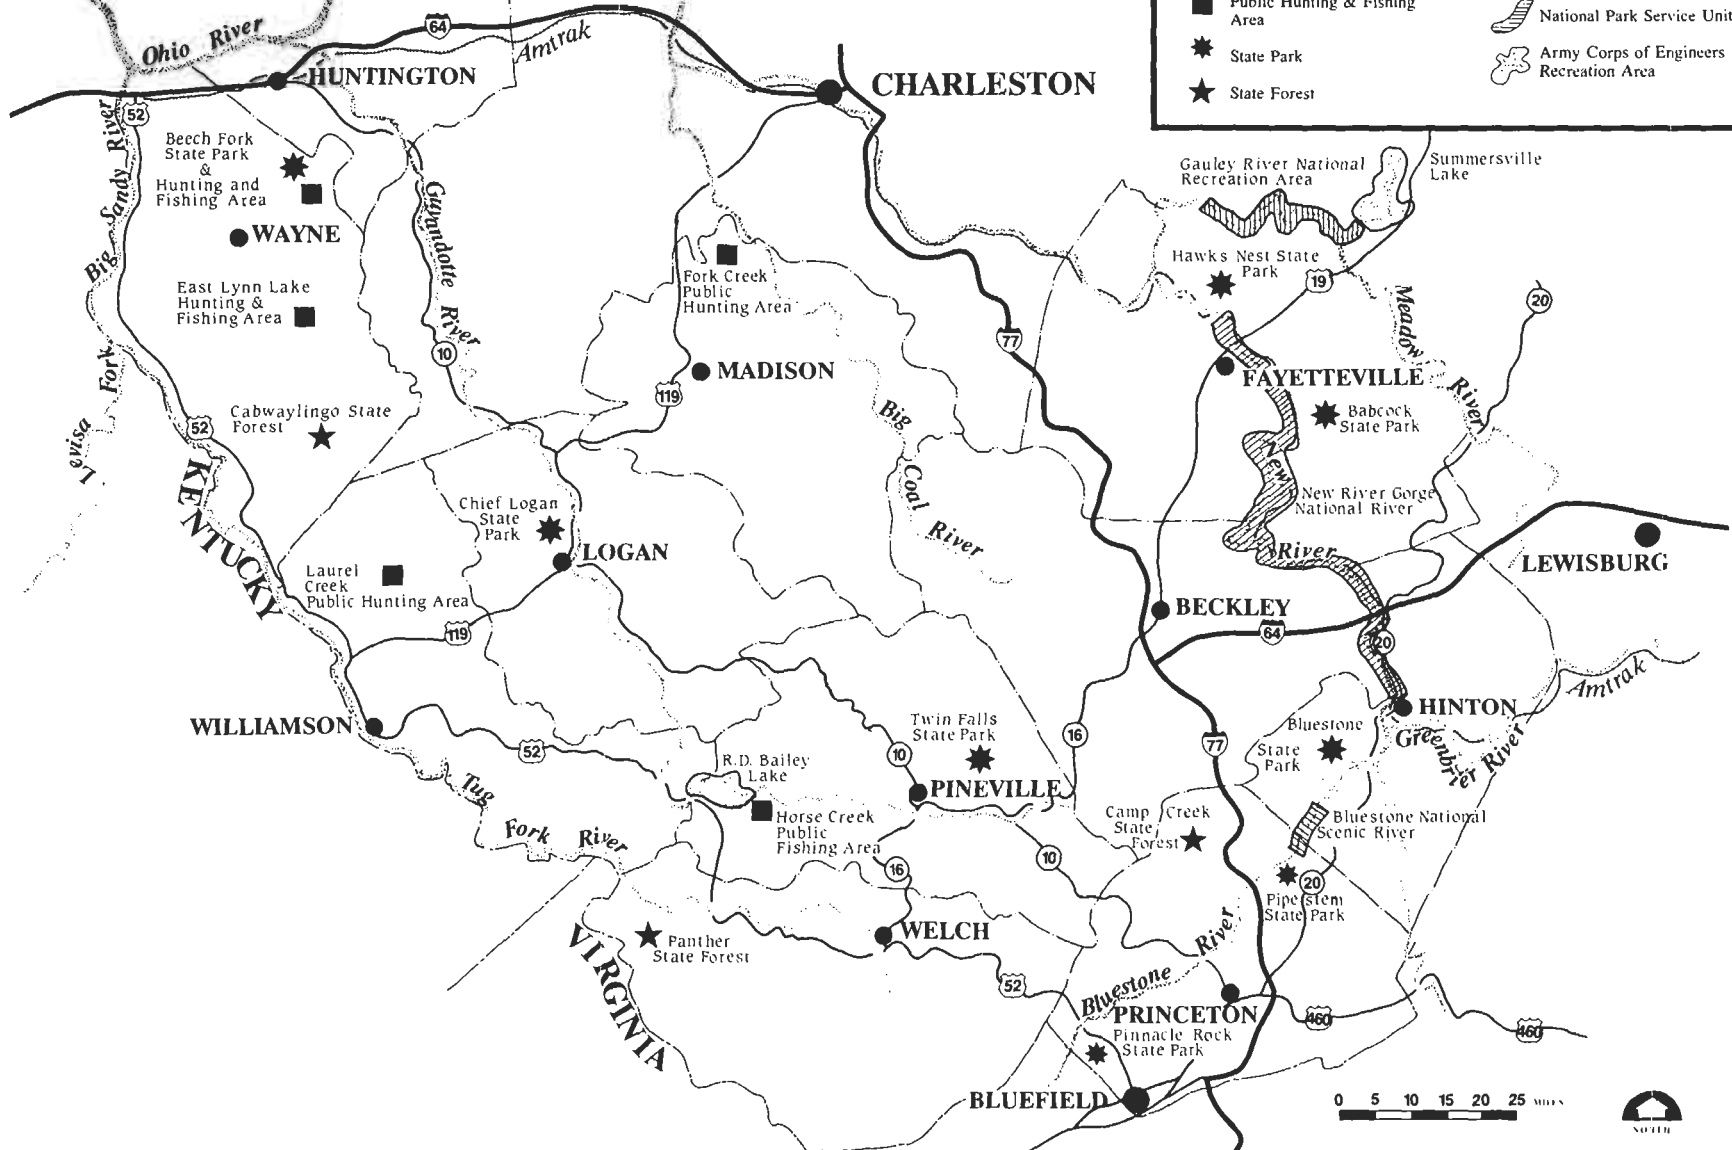 Public Hunting & Fishing
Area
State Park
State Forest
National Park Service Unit
Army Corps of Engineers
Recreation Area
64
Amtrak
Ohio River
HUNTINGTON
CHARLESTON
52
Big Sandy River
Beech Fork
State Park
&
Hunting and
Fishing Area
WAYNE
Guyandotte River
East Lynn Lake
Hunting &
Fishing Area
10
Levisa Fork
Cabwaylingo State
Forest
52
KENTUCKY
Fork Creek
Public
Hunting Area
MADISON
119
77
Big Coal River
Gauley River National
Recreation Area
Summersville
Lake
Hawks Nest State
Park
19
20
Meadow River
FAYETTEVILLE
Babcock
State Park
New River
New River Gorge
National River
LEWISBURG
Chief Logan
State
Park
LOGAN
Laurel
Creek
Public Hunting Area
119
BECKLEY
64
20
Amtrak
HINTON
Greenbrier River
WILLIAMSON
52
Tug Fork River
R.D. Bailey
Lake
Horse Creek
Public
Fishing Area
10
Twin Falls
State Park
PINEVILLE
16
77
Bluestone
State
Park
Camp Creek
State
Forest
Bluestone National
Scenic River
16
10
20
Pipestem
State Park
Panther
State Forest
WELCH
VIRGINIA
52
Bluestone River
PRINCETON
Pinnacle Rock
State Park
460
460
BLUEFIELD
0 5 10 15 20 25 MILES
NORTH